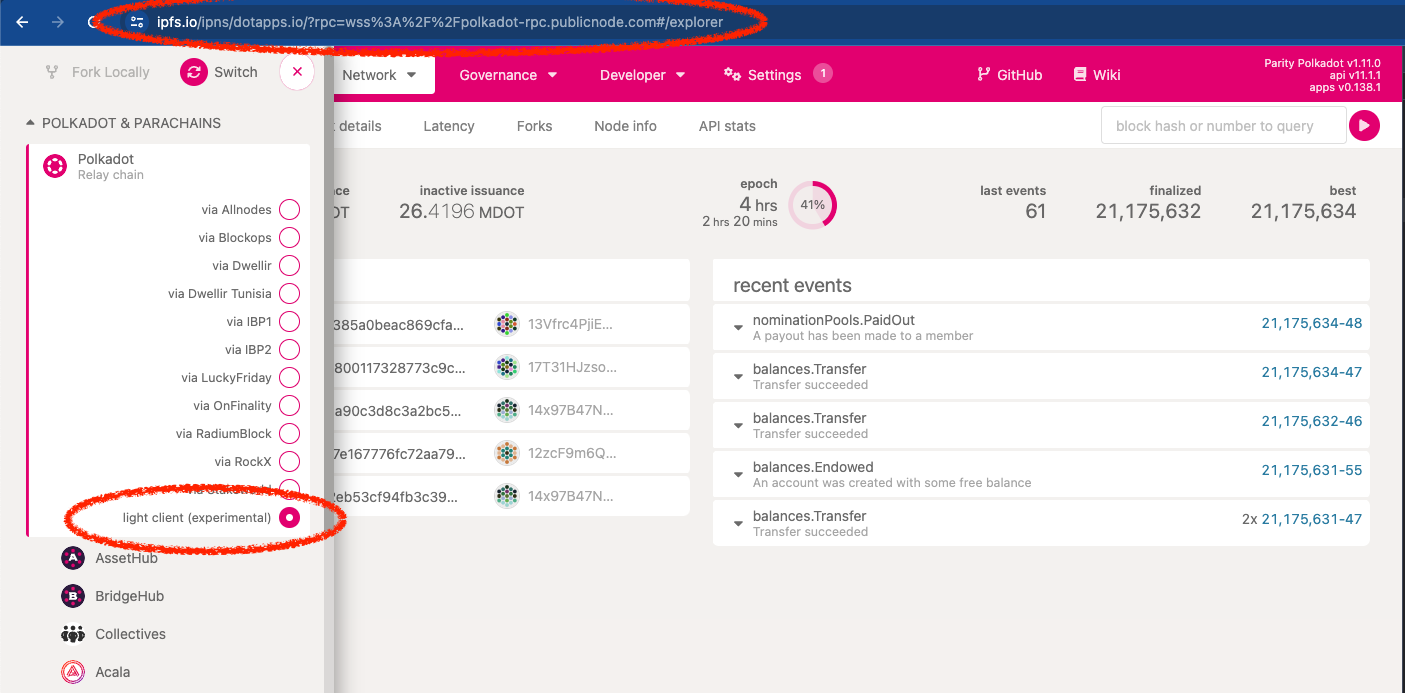 ipfs.io/ipns/dotapps.io/?rpc=wss%3A%2F%2Fpolkadot-rpc.publicnode.com#/explorer
Fork Locally
Switch
Network
Governance
Developer
Settings
1
GitHub
Wiki
Parity Polkadot v1.11.0
api v11.1.1
apps v0.138.1
POLKADOT & PARACHAINS
details
Latency
Forks
Node info
API stats
block hash or number to query
Polkadot
Relay chain
via Allnodes
via Blockops
via Dwellir
via Dwellir Tunisia
via IBP1
via IBP2
via LuckyFriday
via OnFinality
via RadiumBlock
via RockX
light client (experimental)
AssetHub
BridgeHub
Collectives
Acala
inactive issuance
26.4196 MDOT
epoch
4 hrs
2 hrs 20 mins
41%
last events
61
finalized
21,175,632
best
21,175,634
385a0beac869cfa...
13Vfrc4PjiE...
800117328773c9c...
17T31HJzso...
a90c3d8c3a2bc5...
14x97B47N...
7e167776fc72aa79...
12zcF9m6Q...
2eb53cf94fb3c39...
14x97B47N...
recent events
nominationPools.PaidOut
21,175,634-48
A payout has been made to a member
balances.Transfer
21,175,634-47
Transfer succeeded
balances.Transfer
21,175,632-46
Transfer succeeded
balances.Endowed
21,175,631-55
An account was created with some free balance
balances.Transfer
2x 21,175,631-47
Transfer succeeded